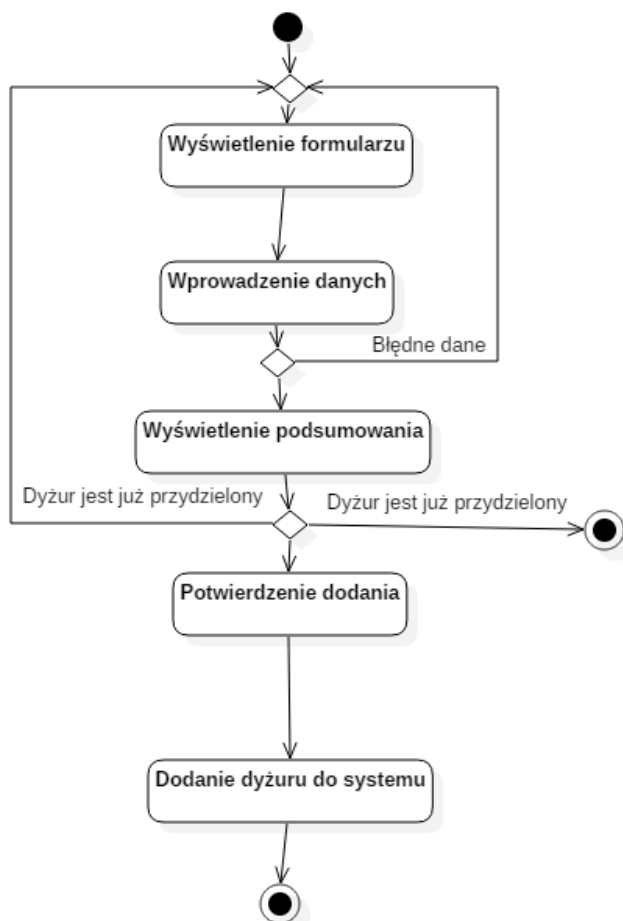 Wyświetlenie formularzu
Wprowadzenie danych
Błędne dane
Wyświetlenie podsumowania
Dyżur jest już przydzielony
Dyżur jest już przydzielony
Potwierdzenie dodania
Dodanie dyżuru do systemu